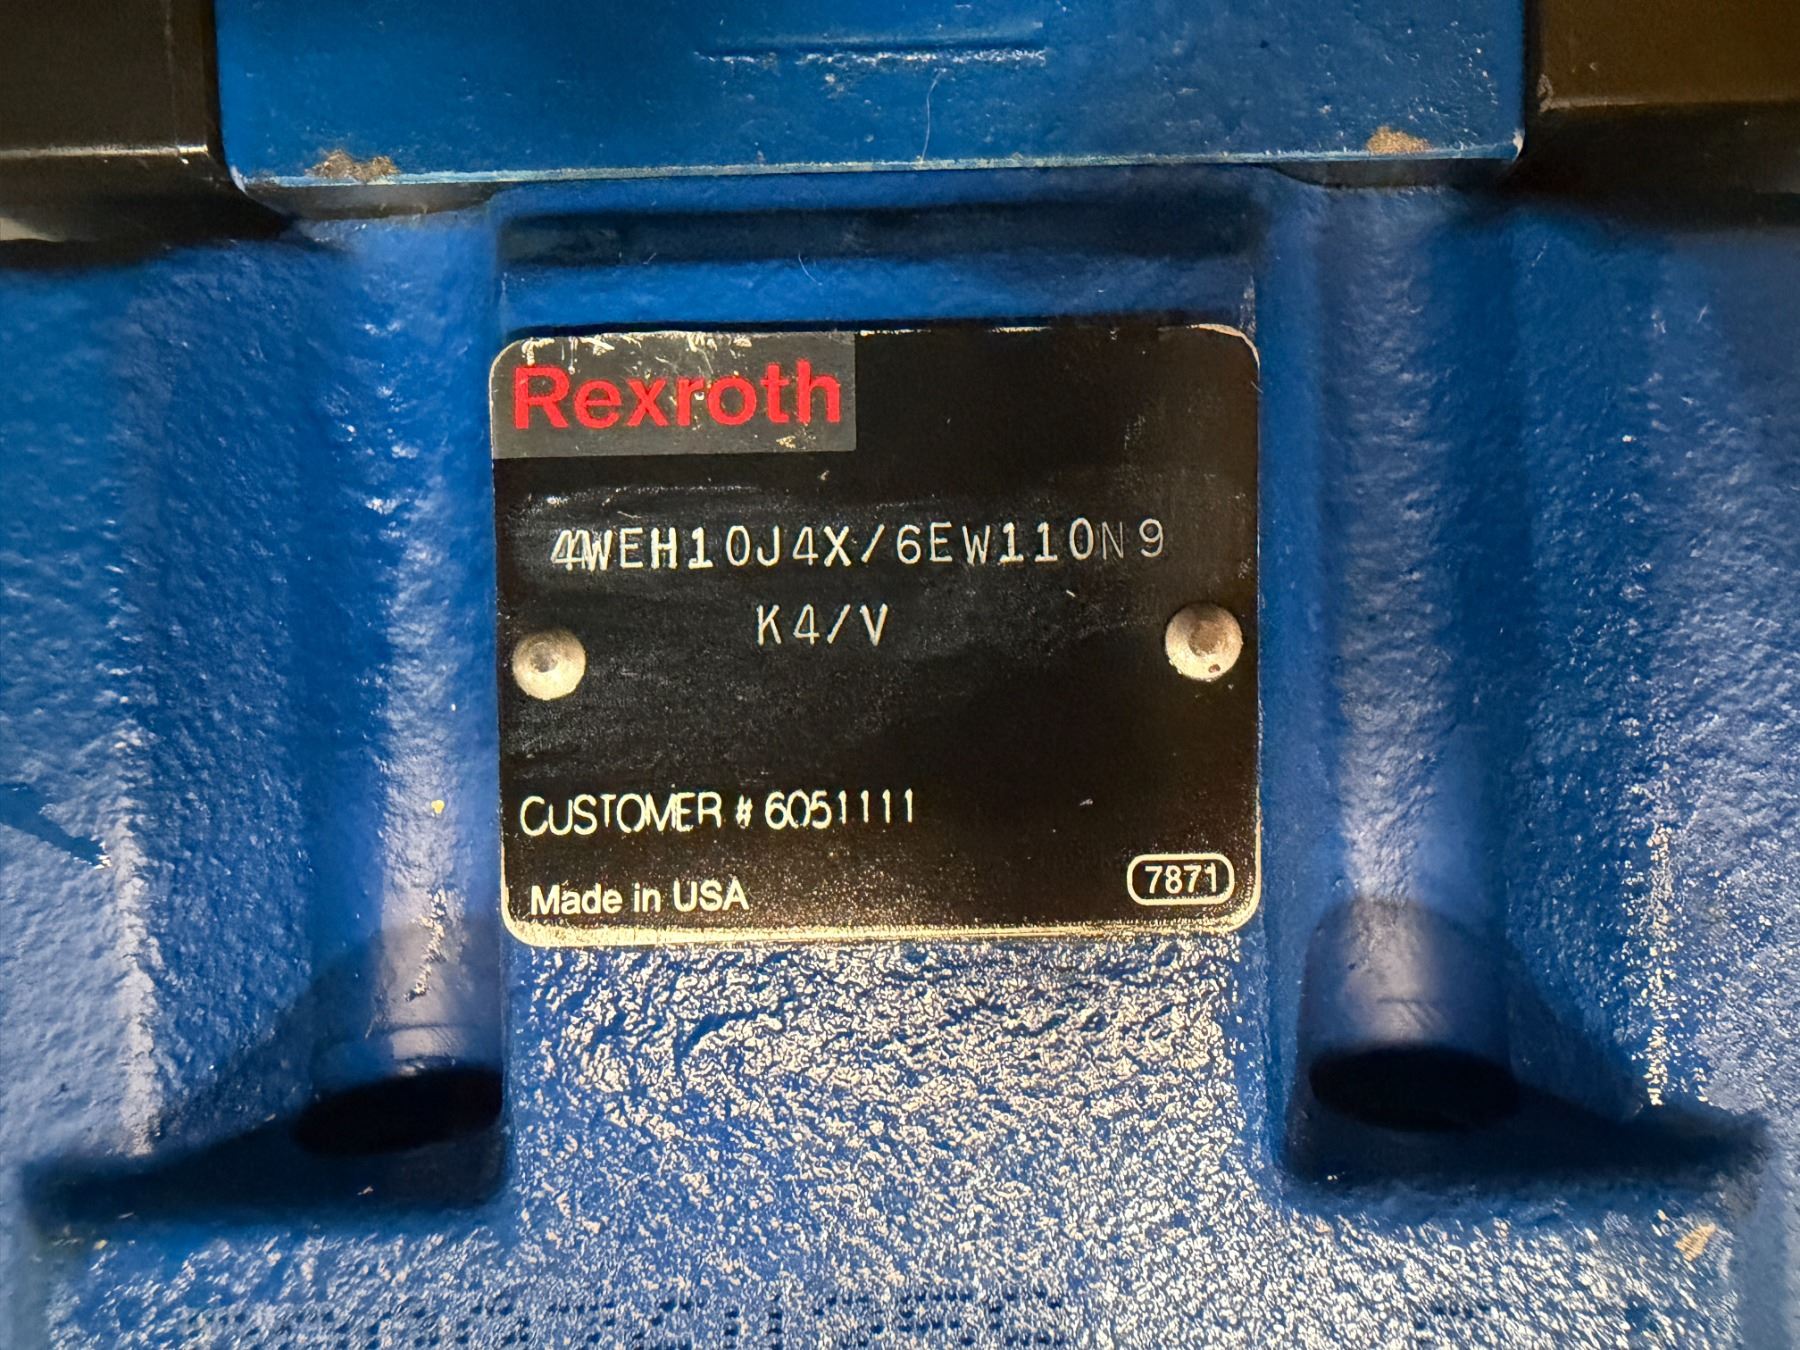 Rexroth
4WEH10J4X/6EW110N9
K4/V
CUSTOMER # 6051111
Made in USA
7871